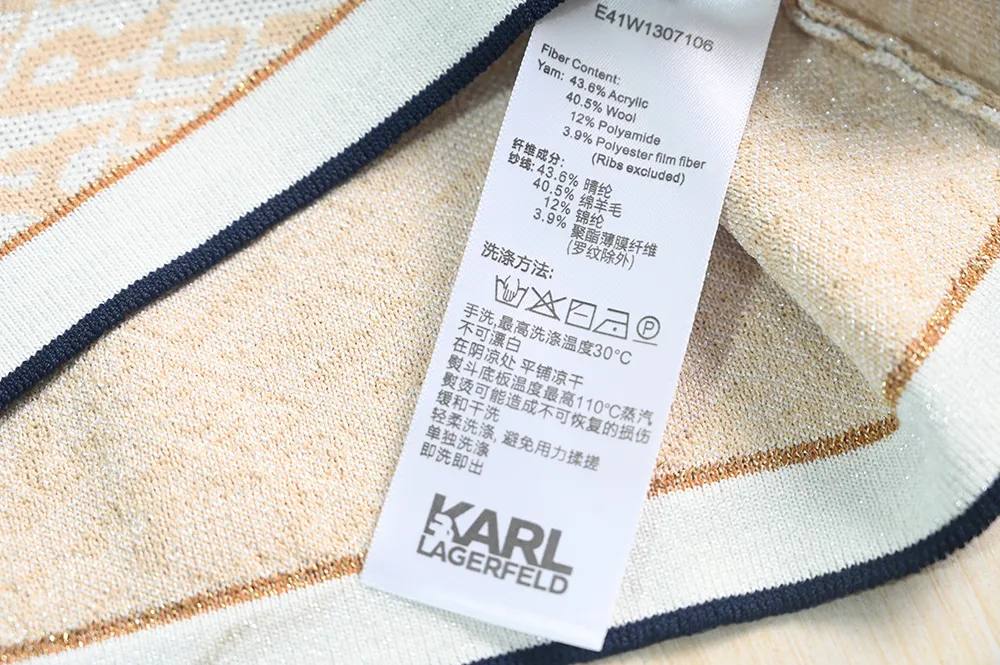 E41W1307106
Fiber Content:
Yarn: 43.6% Acrylic
40.5% Wool
12% Polyamide
3.9% Polyester film fiber
(Ribs excluded)
纤维成分:
纱线: 43.6% 晴纶
40.5% 绵羊毛
12% 锦纶
3.9% 聚酯薄膜纤维
(罗纹除外)
洗涤方法:
P
手洗,最高洗涤温度30°C
不可漂白
在阴凉处 平铺凉干
熨斗底板温度最高110°C蒸汽
熨烫可能造成不可恢复的损伤
缓和干洗
轻柔洗涤, 避免用力揉搓
单独洗涤
即洗即出
KARL
LAGERFELD